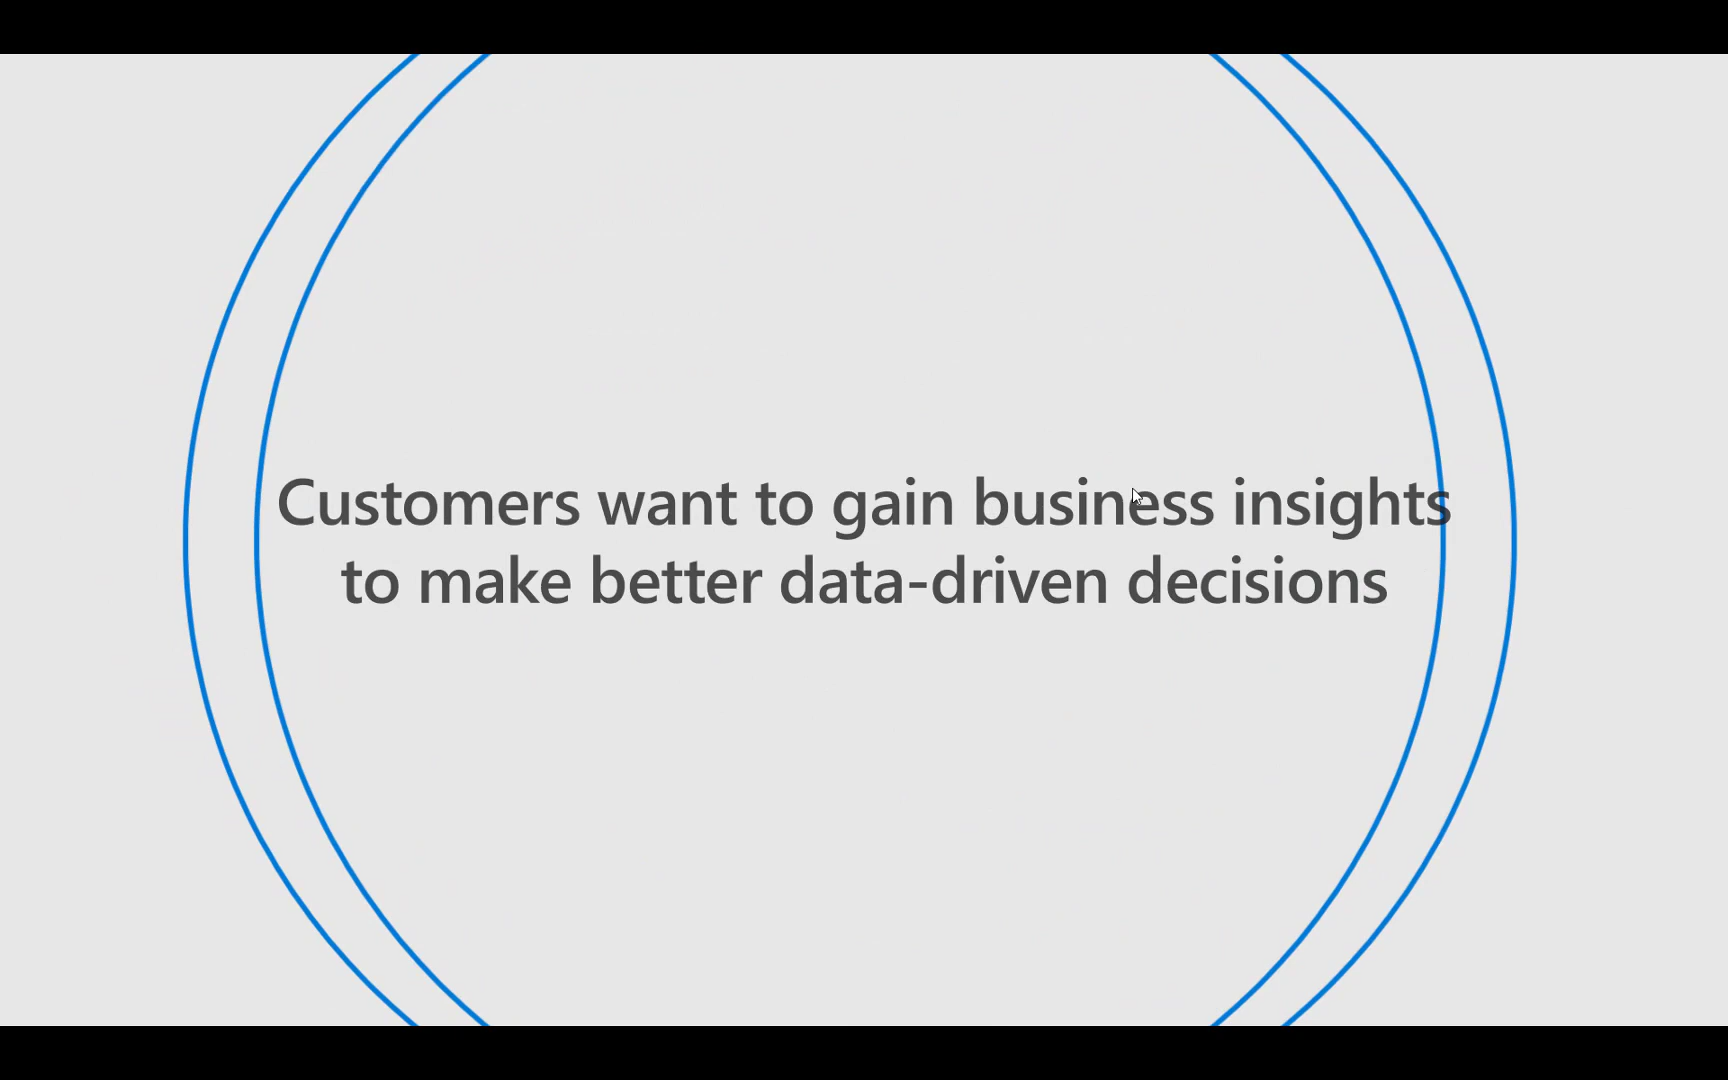 Customers want to gain business insights
to make better data-driven decisions